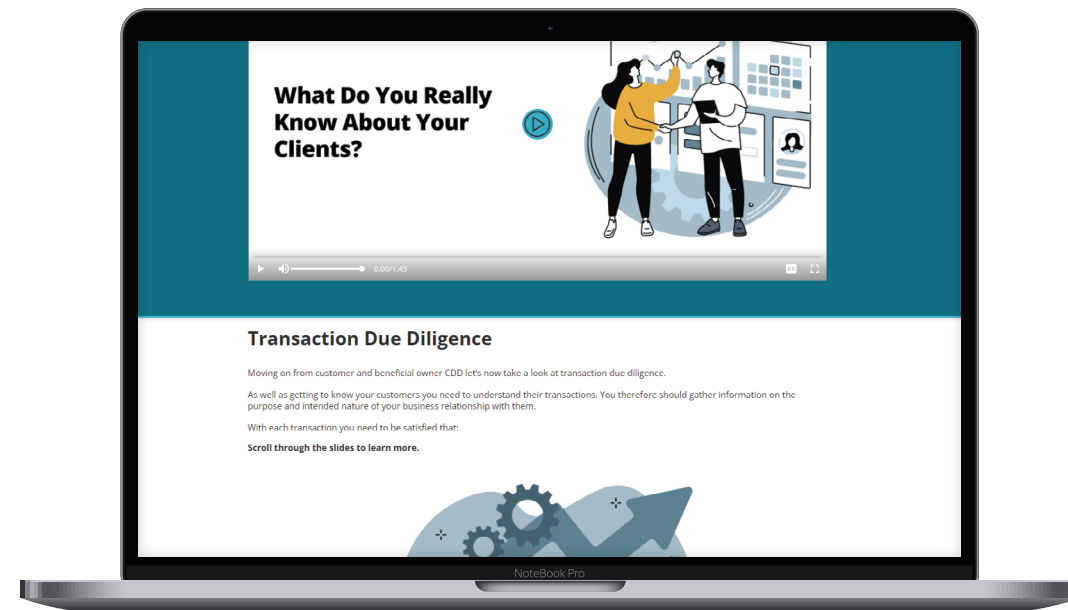 What Do You Really
Know About Your
Clients?
0:00/1:43
CC
Transaction Due Diligence
Moving on from customer and beneficial owner CDD let's now take a look at transaction due diligence.
As well as getting to know your customers you need to understand their transactions. You therefore should gather information on the
purpose and intended nature of your business relationship with them.
With each transaction you need to be satisfied that:
Scroll through the slides to learn more.
NoteBook Pro